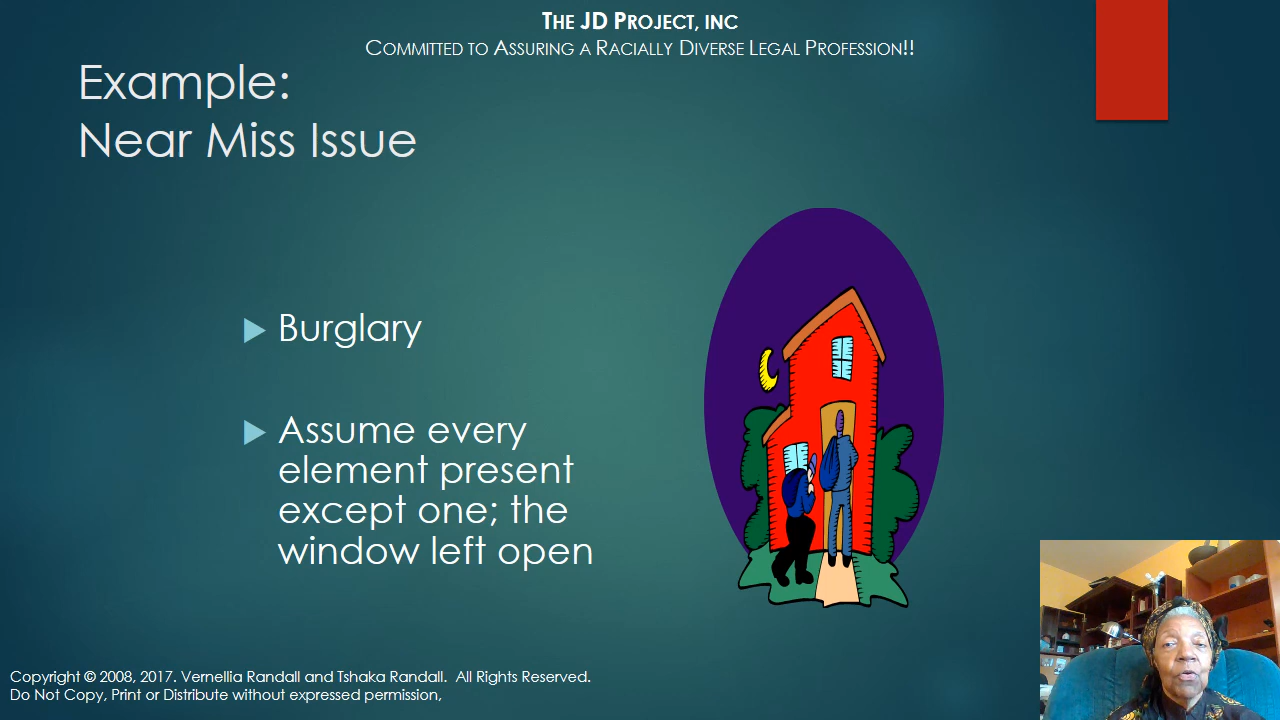 THE JD PROJECT, INC
COMMITTED TO ASSURING A RACIALLY DIVERSE LEGAL PROFESSION!!
Example:
Near Miss Issue
Burglary
Assume every
element present
except one; the
window left open
Copyright © 2008, 2017. Vernellia Randall and Tshaka Randall. All Rights Reserved.
Do Not Copy, Print or Distribute without expressed permission,